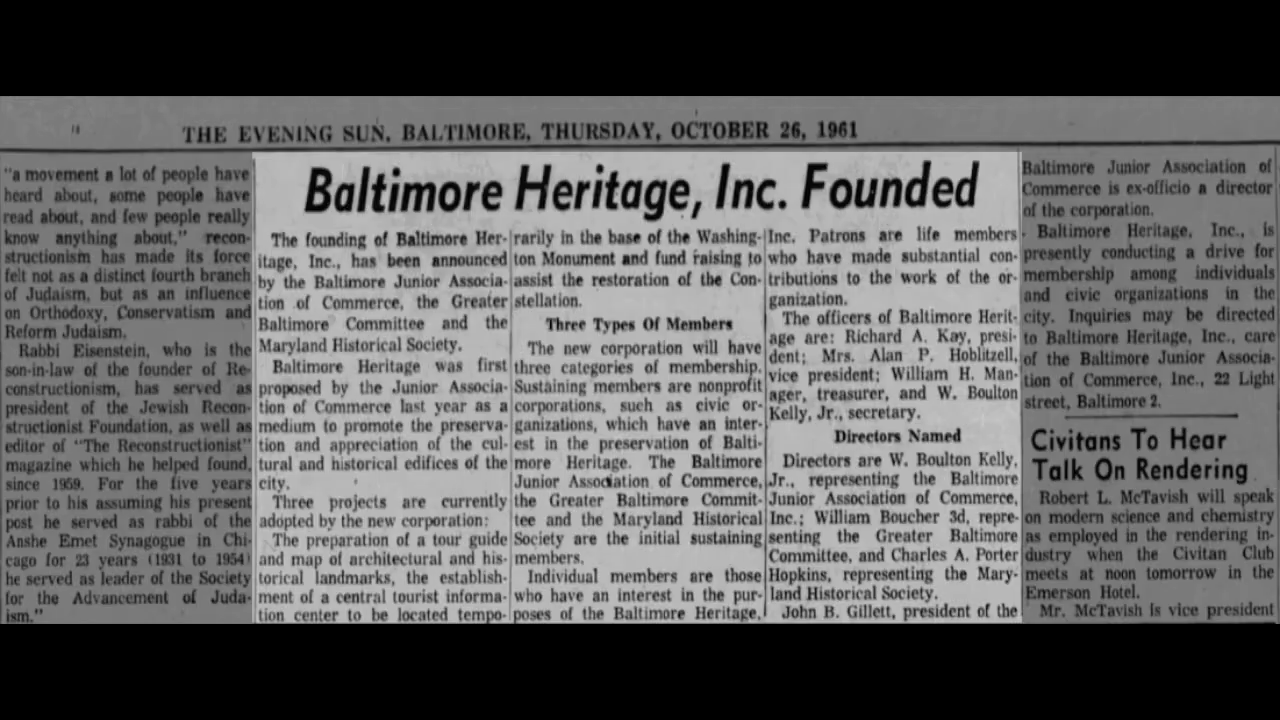 THE EVENING SUN, BALTIMORE, THURSDAY, OCTOBER 26, 1961
"a movement a lot of people have
heard about, some people have
read about, and few people really
know anything about," recon-
structionism has made its force
felt not as a distinct fourth branch
of Judaism, but as an influence
on Orthodoxy, Conservatism and
Reform Judaism.
Rabbi Eisenstein, who is the
son-in-law of the founder of Re-
constructionism, has served as
president of the Jewish Recon-
structionist Foundation, as well as
editor of "The Reconstructionist"
magazine which he helped found,
since 1959. For the five years
prior to his assuming his present
post he served as rabbi of the
Anshe Emet Synagogue in Chi-
cago for 23 years (1931 to 1954)
he served as leader of the Society
for the Advancement of Juda-
ism."
Baltimore Heritage, Inc. Founded
The founding of Baltimore Her-
itage, Inc., has been announced
by the Baltimore Junior Associa-
tion of Commerce, the Greater
Baltimore Committee and the
Maryland Historical Society.
Baltimore Heritage was first
proposed by the Junior Associa-
tion of Commerce last year as a
medium to promote the preserva-
tion and appreciation of the cul-
tural and historical edifices of the
city.
Three projects are currently
adopted by the new corporation:
The preparation of a tour guide
and map of architectural and his-
torical landmarks, the establish-
ment of a central tourist informa-
tion center to be located tempo-
rarily in the base of the Washing-
ton Monument and fund raising to
assist the restoration of the Con-
stellation.
Three Types Of Members
The new corporation will have
three categories of membership.
Sustaining members are nonprofit
corporations, such as civic or-
ganizations, which have an inter-
est in the preservation of Balti-
more Heritage. The Baltimore
Junior Association of Commerce,
the Greater Baltimore Commit-
tee and the Maryland Historical
Society are the initial sustaining
members.
Individual members are those
who have an interest in the pur-
poses of the Baltimore Heritage,
Inc. Patrons are life members
who have made substantial con-
tributions to the work of the or-
ganization.
The officers of Baltimore Herit-
age are: Richard A. Kay, presi-
dent; Mrs. Alan P. Hoblitzell,
vice president; William H. Man-
ager, treasurer, and W. Boulton
Kelly, Jr., secretary.
Directors Named
Directors are W. Boulton Kelly,
Jr., representing the Baltimore
Junior Association of Commerce,
Inc.; William Boucher 3d, repre-
senting the Greater Baltimore
Committee, and Charles A. Porter
Hopkins, representing the Mary-
land Historical Society.
John B. Gillett, president of the
Baltimore Junior Association of
Commerce is ex-officio a director
of the corporation.
Baltimore Heritage, Inc., is
presently conducting a drive for
membership among individuals
and civic organizations in the
city. Inquiries may be directed
to Baltimore Heritage, Inc., care
of the Baltimore Junior Associa-
tion of Commerce, Inc., 22 Light
street, Baltimore 2.
Civitans To Hear
Talk On Rendering
Robert L. McTavish will speak
on modern science and chemistry
as employed in the rendering in-
dustry when the Civitan Club
meets at noon tomorrow in the
Emerson Hotel.
Mr. McTavish is vice president